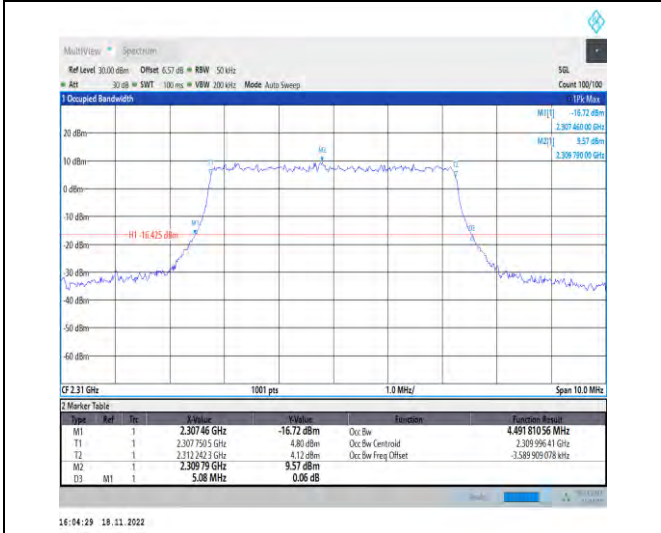 MultiView Spectrum
Ref Level 30.00 dBm Offset 6.57 dB RBW 50 kHz SGL
Att 30 dB SWT 100 ms VBW 200 kHz Mode Auto Sweep Count 100/100
1 Occupied Bandwidth 1Pk Max
M1[1] -16.72 dBm
2.307 460 00 GHz
M2[1] 9.57 dBm
2.309 790 00 GHz
20 dBm
M2
T1
T2
10 dBm
0 dBm
-10 dBm
M1
D3
H1 -16.425 dBm
-20 dBm
-30 dBm
-40 dBm
-50 dBm
-60 dBm
CF 2.31 GHz 1001 pts 1.0 MHz/ Span 10.0 MHz
2 Marker Table
Type Ref Trc X-Value Y-Value Function Function Result
M1 1 2.307 46 GHz -16.72 dBm Occ Bw 4.491 810 56 MHz
T1 1 2.307 750 5 GHz 4.80 dBm Occ Bw Centroid 2.309 996 41 GHz
T2 1 2.312 242 3 GHz 4.12 dBm Occ Bw Freq Offset -3.589 909 078 kHz
M2 1 2.309 79 GHz 9.57 dBm
D3 M1 1 5.08 MHz 0.06 dB
16:04:29 18.11.2022